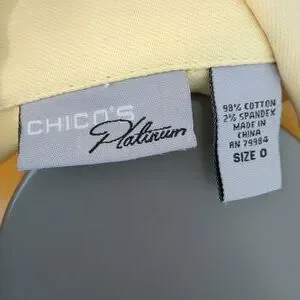 CHICO'S
Platinum
98% COTTON
2% SPANDEX
MADE IN
CHINA
RN 79984
SIZE 0